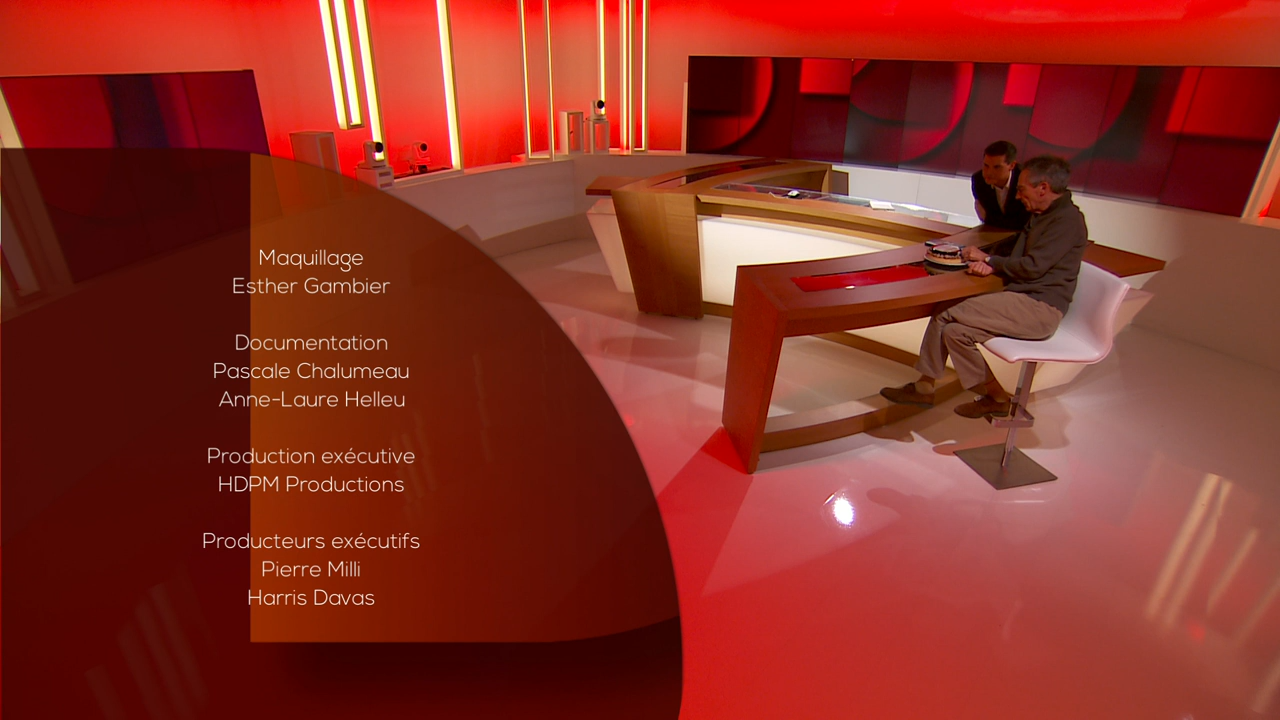 Maquillage
Esther Gambier
Documentation
Pascale Chalumeau
Anne-Laure Helleu
Production exécutive
HDPM Productions
Producteurs exécutifs
Pierre Milli
Harris Davas